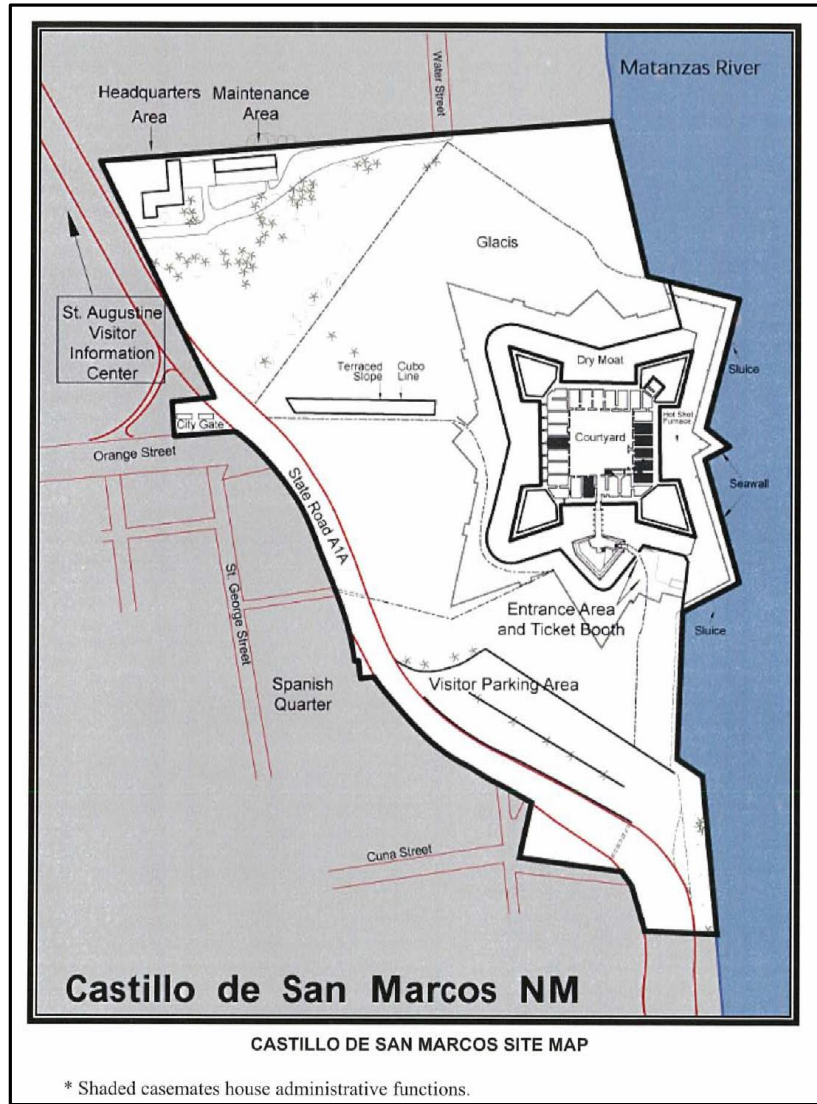 Matanzas River
Water Street
Headquarters
Area
Maintenance
Area
Glacis
St. Augustine
Visitor
Information
Center
Terraced
Slope
Cubo
Line
Dry Moat
Sluice
Hot Shot
Furnace
Courtyard
City Gate
Orange Street
Seawall
State Road A1A
St. George Street
Entrance Area
and Ticket Booth
Sluice
Spanish
Quarter
Visitor Parking Area
Cuna Street
Castillo de San Marcos NM
CASTILLO DE SAN MARCOS SITE MAP
* Shaded casemates house administrative functions.